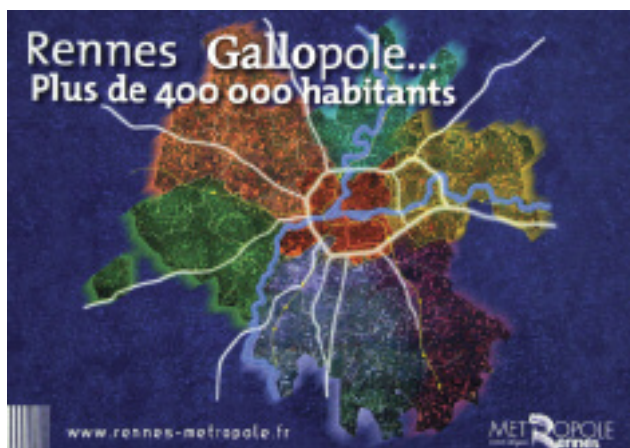 Rennes Gallopole...
Plus de 400 000 habitants
www.rennes-metropole.fr
METROPOLE
Rennes